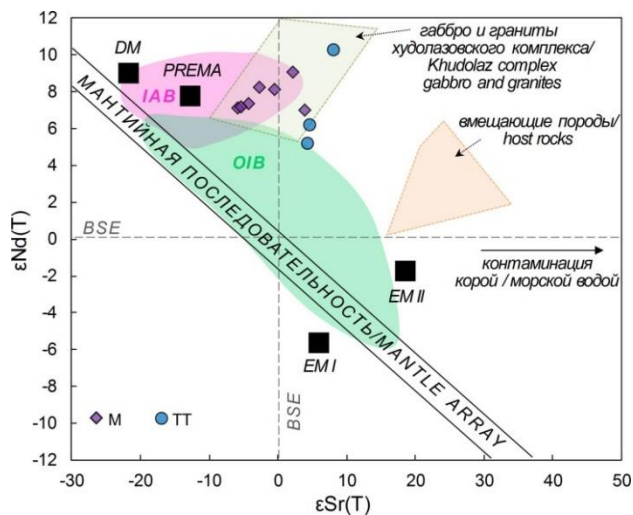 12
10
8
6
4
2
0
-2
-4
-6
-8
-10
-12
εNd(T)
DM
PREMA
IAB
OIB
габбро и граниты
худолазовского комплекса/
Khudolaz complex
gabbro and granites
вмещающие породы/
host rocks
МАНТИЙНАЯ ПОСЛЕДОВАТЕЛЬНОСТЬ/MANTLE ARRAY
BSE
контаминация
корой / морской водой
EM II
EM I
BSE
M
TT
-30
-20
-10
0
10
20
30
40
50
εSr(T)